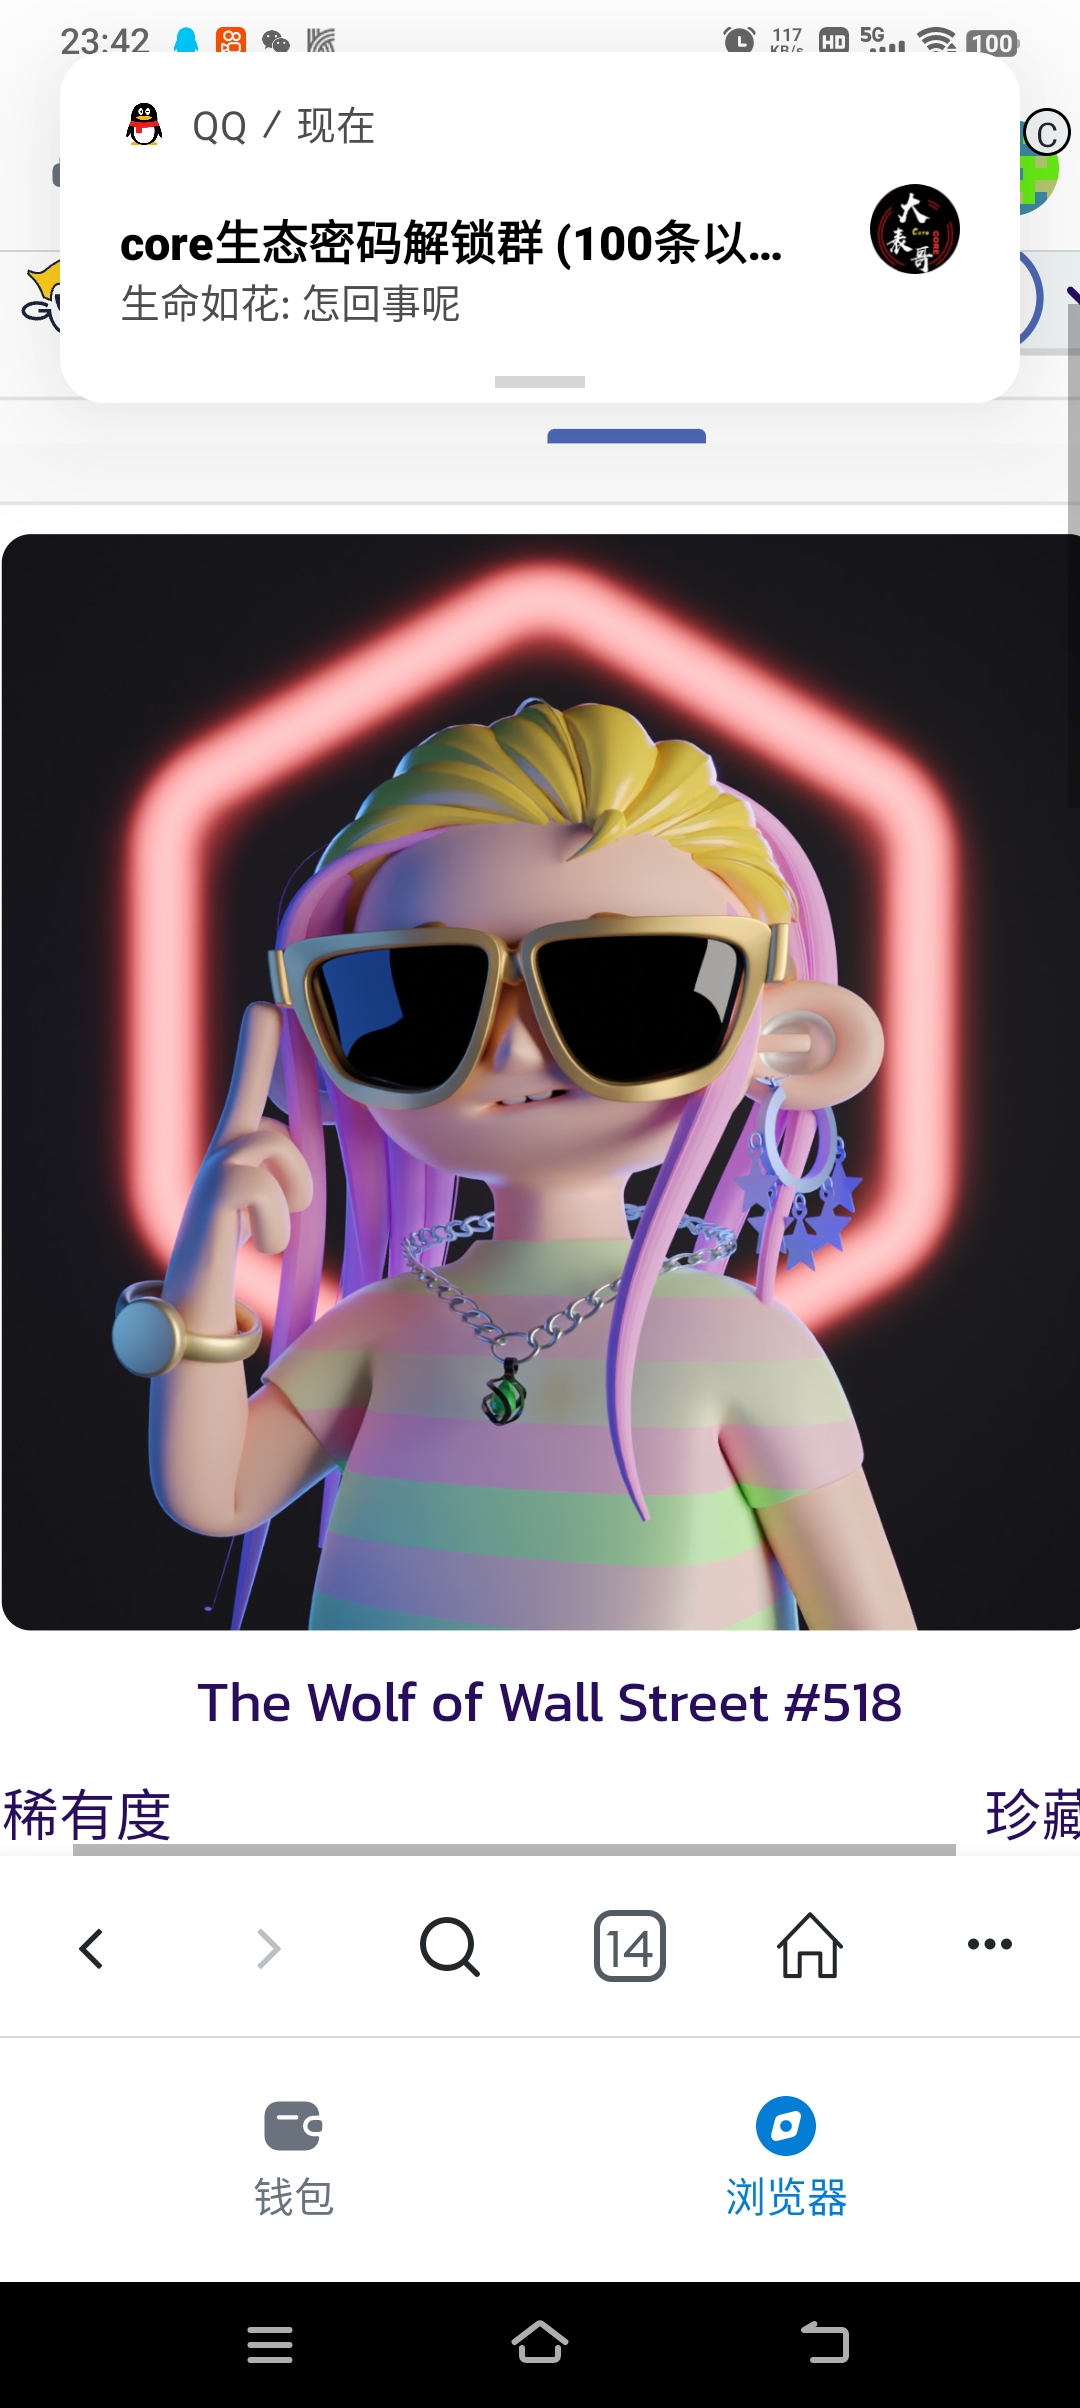 23:42
117
KB/s
HD
5G
100
QQ / 现在
C
core生态密码解锁群 (100条以...
生命如花: 怎回事呢
大表哥
Core
CORE
The Wolf of Wall Street #518
稀有度
珍藏
14
钱包
浏览器